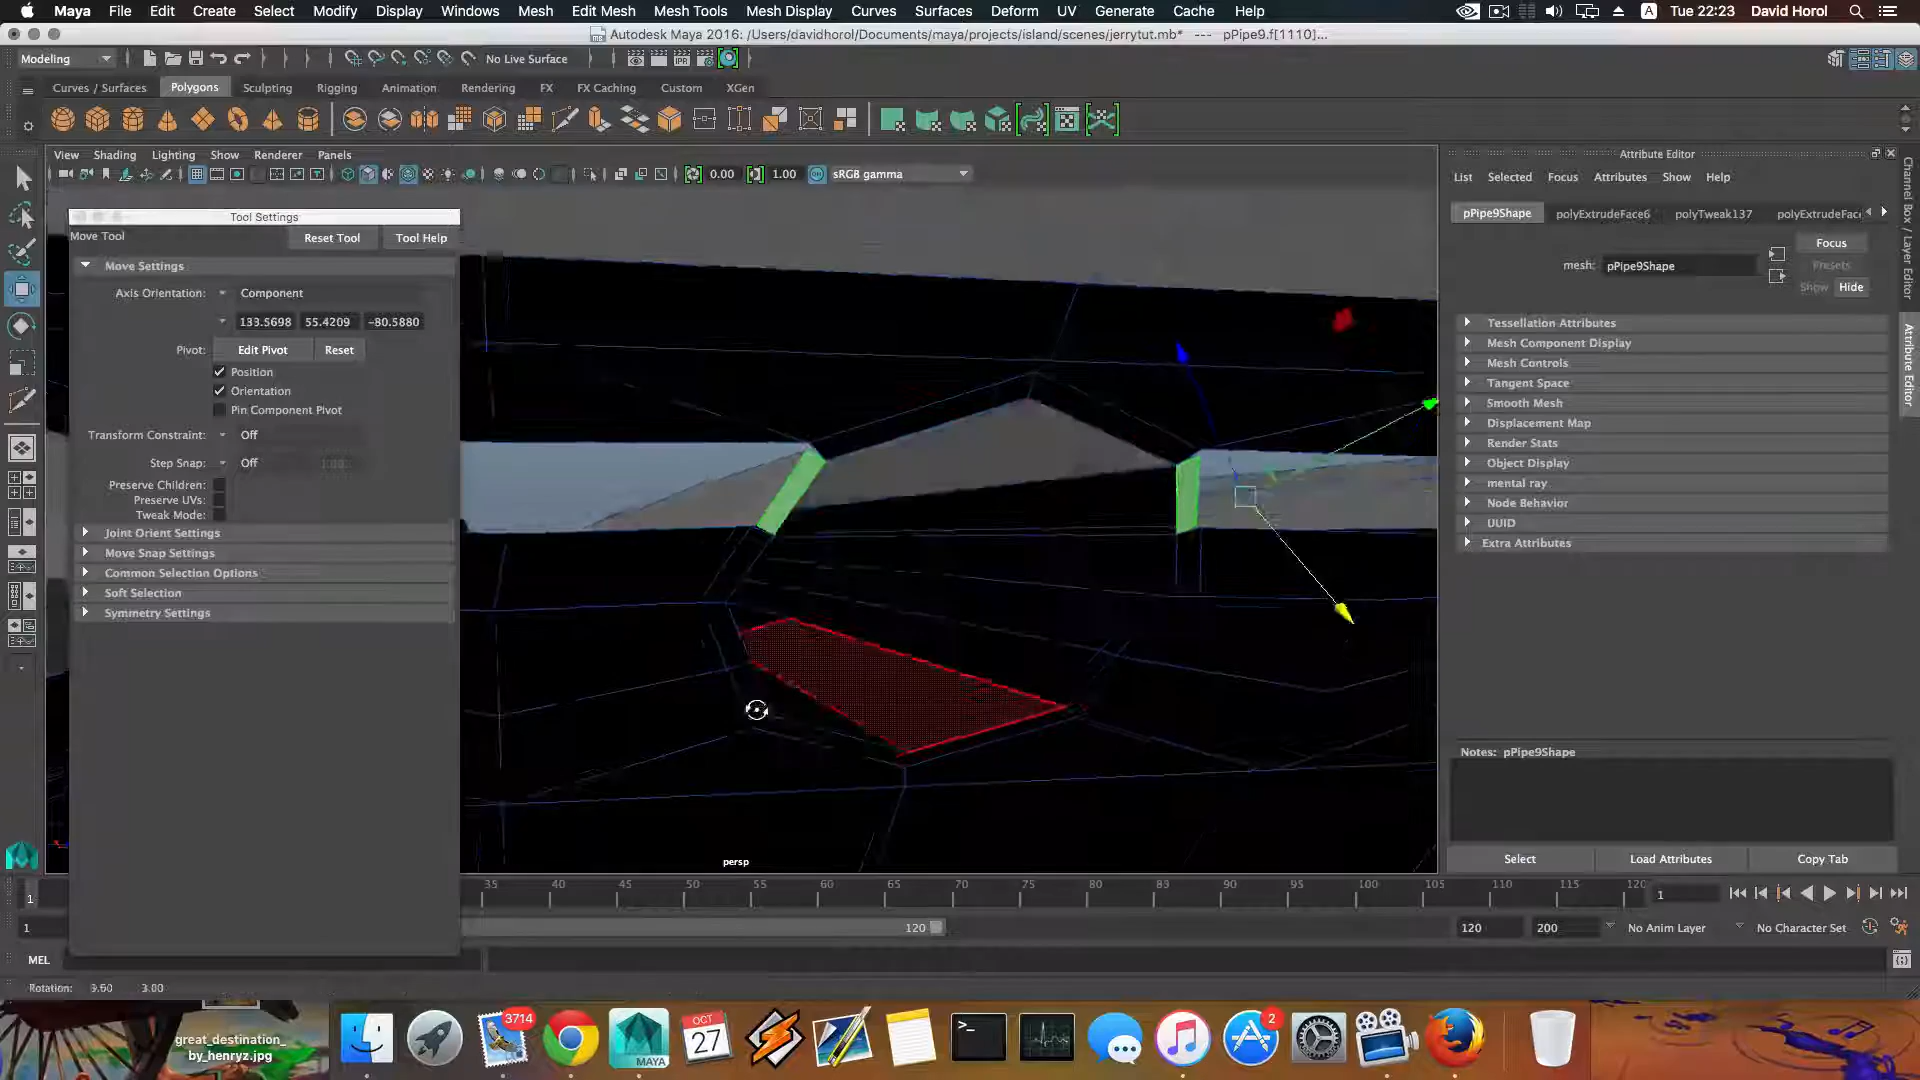 Maya File Edit Create Select Modify Display Windows Mesh Edit Mesh Mesh Tools Mesh Display Curves Surfaces Deform UV Generate Cache Help A Tue 22:23 David Horol
Autodesk Maya 2016: /Users/davidhorol/Documents/maya/projects/island/scenes/jerrytut.mb* --- pPipe9.f[1110]...
Modeling No Live Surface
Curves / Surfaces Polygons Sculpting Rigging Animation Rendering FX FX Caching Custom XGen
View Shading Lighting Show Renderer Panels
0.00 1.00 sRGB gamma
Tool Settings
Move Tool Reset Tool Tool Help
Move Settings
Axis Orientation: Component
133.5698 55.4209 -80.5880
Pivot: Edit Pivot Reset
Position
Orientation
Pin Component Pivot
Transform Constraint: Off
Step Snap: Off
Preserve Children:
Preserve UVs:
Tweak Mode:
Joint Orient Settings
Move Snap Settings
Common Selection Options
Soft Selection
Symmetry Settings
persp
Attribute Editor
List Selected Focus Attributes Show Help
pPipe9Shape polyExtrudeFace6 polyTweak137 polyExtrudeFac
Focus
mesh: pPipe9Shape
Presets
Show Hide
Tessellation Attributes
Mesh Component Display
Mesh Controls
Tangent Space
Smooth Mesh
Displacement Map
Render Stats
Object Display
mental ray
Node Behavior
UUID
Extra Attributes
Notes: pPipe9Shape
Select Load Attributes Copy Tab
Channel Box / Layer Editor
Attribute Editor
1 35 40 45 50 55 60 65 70 75 80 83 90 95 100 105 110 115 120 1
1 120 120 200 No Anim Layer No Character Set
MEL
Rotation: 3.00
great_destination_
by_henryz.jpg
3714
MAYA
OCT
27
2